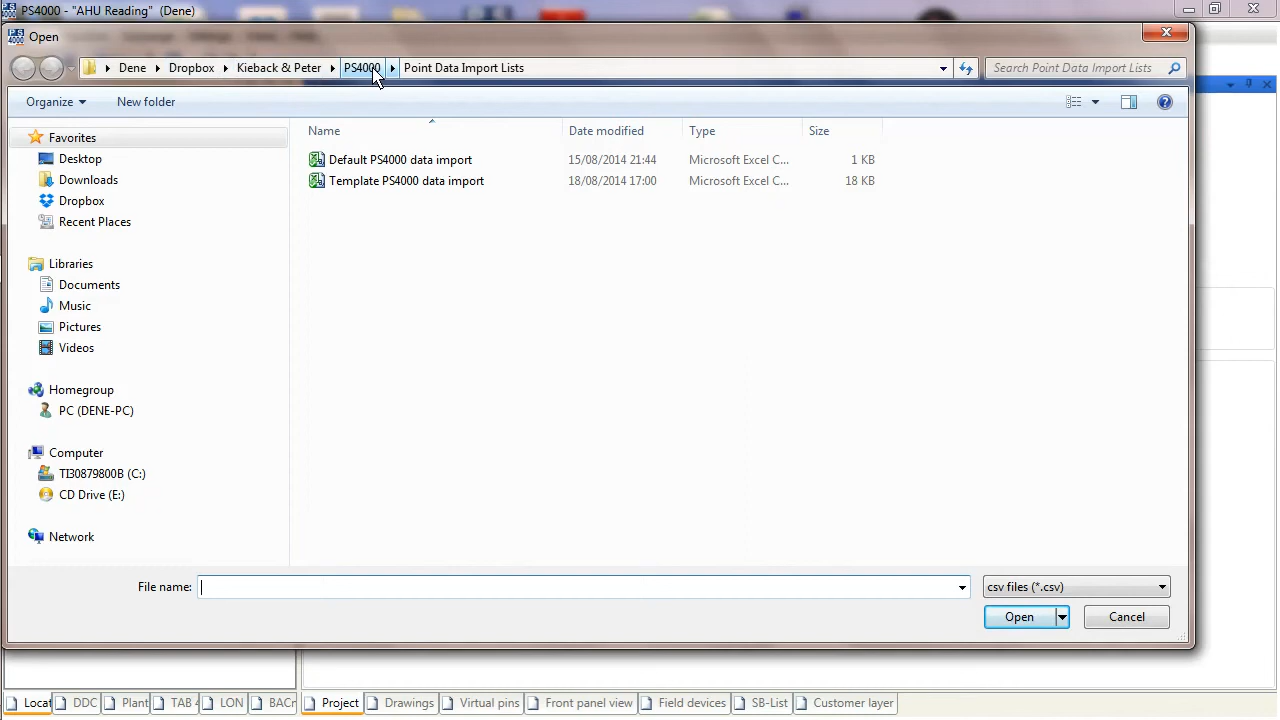 PS4000 - "AHU Reading" (Dene)
Open
Dene Dropbox Kieback & Peter PS4000 Point Data Import Lists
Search Point Data Import Lists
Organize New folder
Name Date modified Type Size
Favorites
Desktop
Downloads
Dropbox
Recent Places
Default PS4000 data import 15/08/2014 21:44 Microsoft Excel C... 1 KB
Template PS4000 data import 18/08/2014 17:00 Microsoft Excel C... 18 KB
Libraries
Documents
Music
Pictures
Videos
Homegroup
PC (DENE-PC)
Computer
TI30879800B (C:)
CD Drive (E:)
Network
File name:
csv files (*.csv)
Open Cancel
Locat DDC Plant TAB LON BAC
Project Drawings Virtual pins Front panel view Field devices SB-List Customer layer